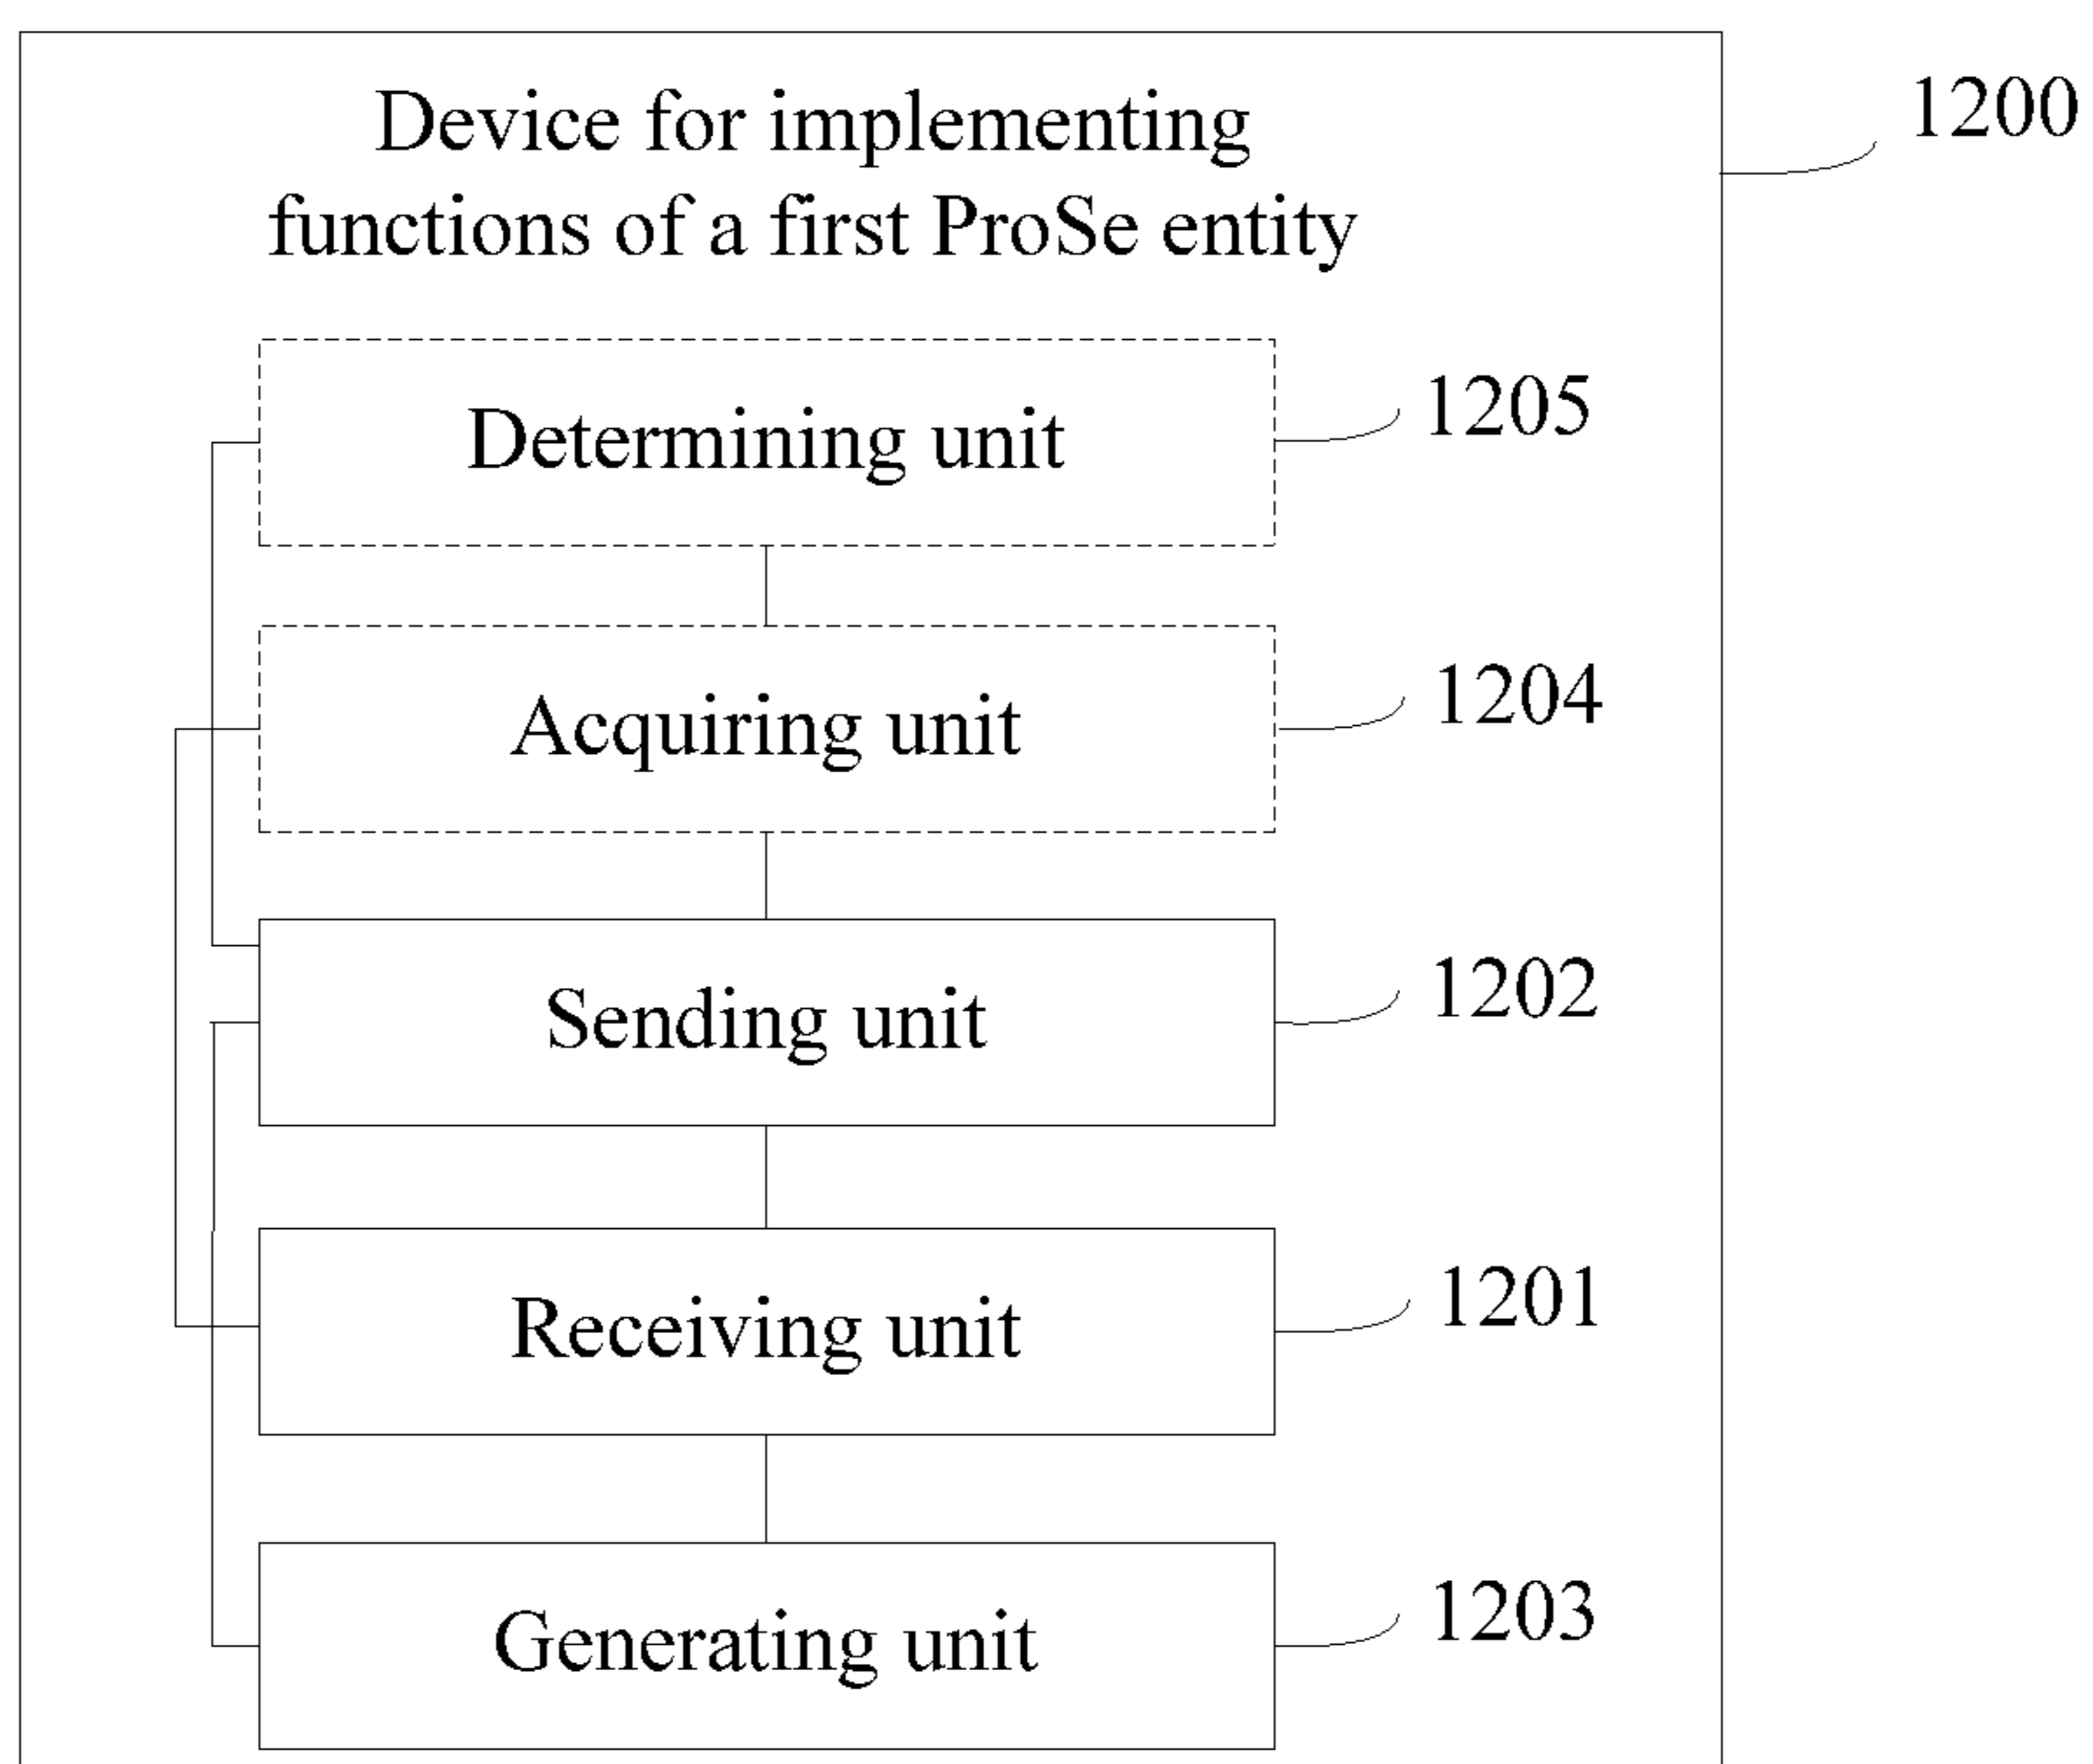 Device for implementing
functions of a first ProSe entity
1200
Determining unit
1205
Acquiring unit
1204
Sending unit
1202
Receiving unit
1201
Generating unit
1203